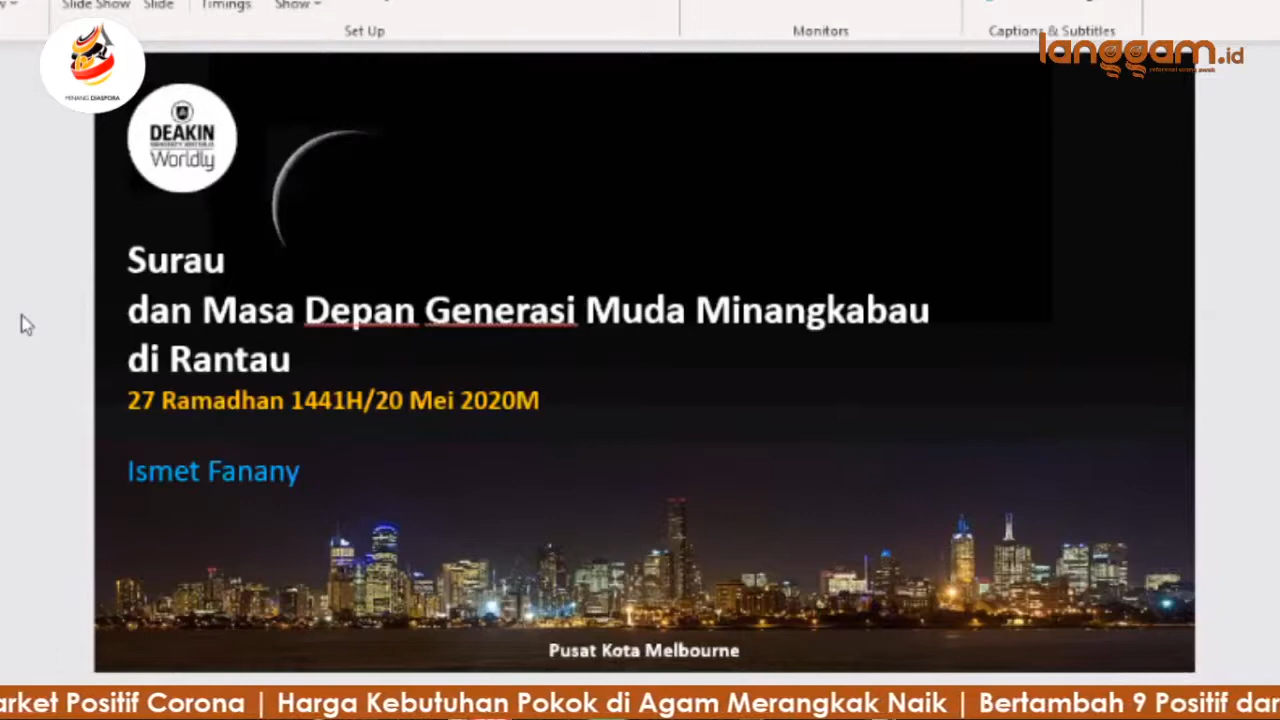 Slide Show Slide Timings Show
Set Up
Monitors
Captions & Subtitles
MINANG DIASPORA
langgam.id
DEAKIN
Worldly
Surau
dan Masa Depan Generasi Muda Minangkabau
di Rantau
27 Ramadhan 1441H/20 Mei 2020M
Ismet Fanany
Pusat Kota Melbourne
arket Positif Corona | Harga Kebutuhan Pokok di Agam Merangkak Naik | Bertambah 9 Positif dar